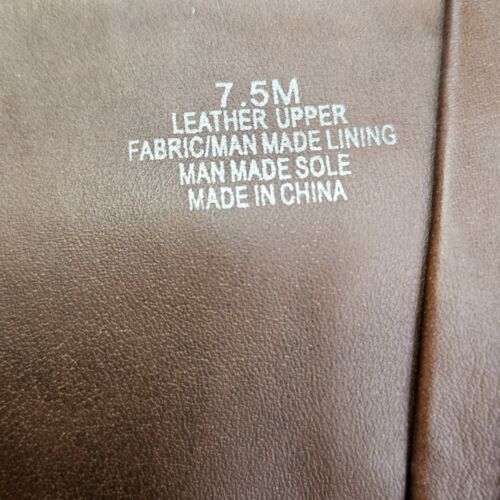 7.5M
LEATHER UPPER
FABRIC/MAN MADE LINING
MAN MADE SOLE
MADE IN CHINA